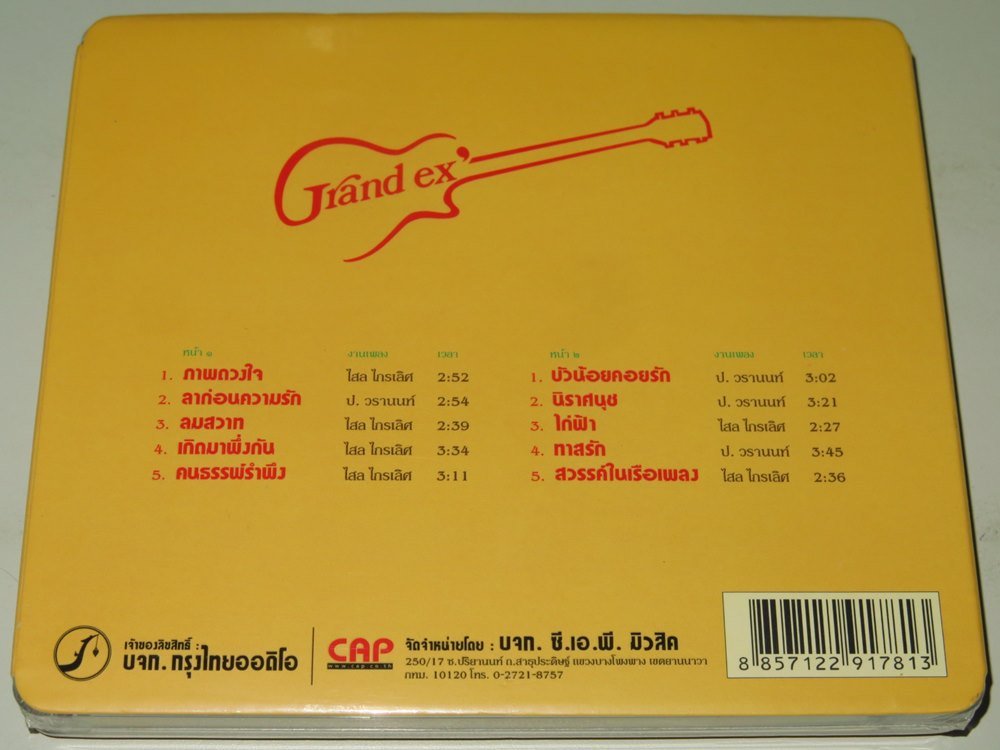 Grand ex'
หน้า ๑ งานเพลง เวลา
1. ภาพดวงใจ ไสล ไกรเลิศ 2:52
2. ลาก่อนความรัก ป. วรานนท์ 2:54
3. ลมสวาท ไสล ไกรเลิศ 2:39
4. เกิดมาพึ่งกัน ไสล ไกรเลิศ 3:34
5. คนธรรพ์รำพึง ไสล ไกรเลิศ 3:11
หน้า ๒ งานเพลง เวลา
1. บัวน้อยคอยรัก ป. วรานนท์ 3:02
2. นิราศนุช ป. วรานนท์ 3:21
3. ไก่ฟ้า ไสล ไกรเลิศ 2:27
4. ทาสรัก ป. วรานนท์ 3:45
5. สวรรค์ในเรือเพลง ไสล ไกรเลิศ 2:36
เจ้าของลิขสิทธิ์ :
บจก. กรุงไทยออดิโอ
CAP
www.cap.co.th
จัดจำหน่ายโดย : บจก. ซี.เอ.พี. มิวสิค
250/17 ซ.ปริยานนท์ ถ.สาธุประดิษฐ์ แขวงบางโพงพาง เขตยานนาวา
กทม. 10120 โทร. 0-2721-8757
8 857122 917813